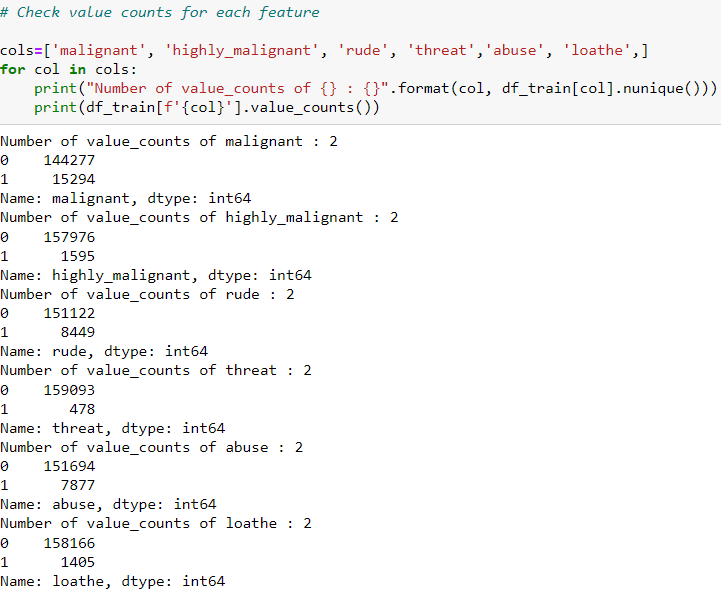 # Check value counts for each feature
cols=['malignant', 'highly_malignant', 'rude', 'threat','abuse', 'loathe',]
for col in cols:
    print("Number of value_counts of {} : {}".format(col, df_train[col].nunique()))
    print(df_train[f'{col}'].value_counts())
Number of value_counts of malignant : 2
0    144277
1     15294
Name: malignant, dtype: int64
Number of value_counts of highly_malignant : 2
0    157976
1      1595
Name: highly_malignant, dtype: int64
Number of value_counts of rude : 2
0    151122
1      8449
Name: rude, dtype: int64
Number of value_counts of threat : 2
0    159093
1       478
Name: threat, dtype: int64
Number of value_counts of abuse : 2
0    151694
1      7877
Name: abuse, dtype: int64
Number of value_counts of loathe : 2
0    158166
1      1405
Name: loathe, dtype: int64